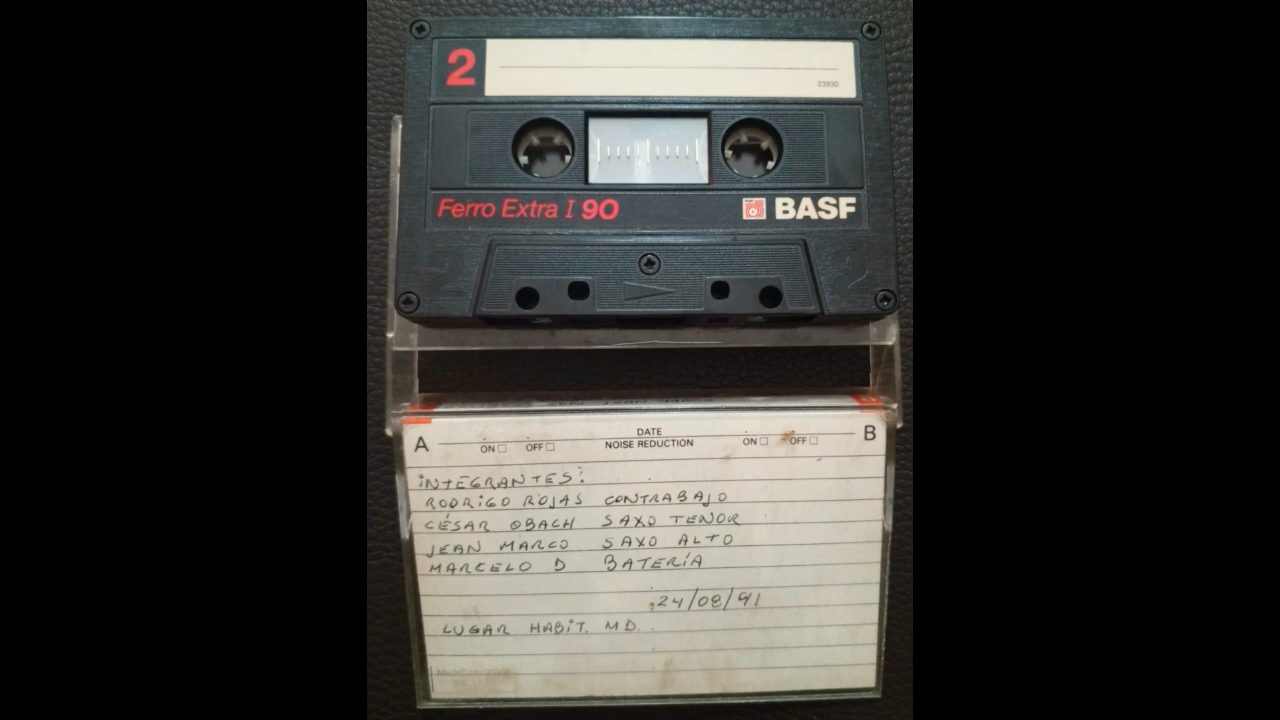 2
23930
Ferro Extra I 90
BASF
2 2
A DATE B
ON OFF NOISE REDUCTION ON OFF
INTEGRANTES:
RODRIGO ROJAS CONTRABAJO
CÉSAR OBACH SAXO TENOR
JEAN MARCO SAXO ALTO
MARCELO D BATERÍA
24/08/91
LUGAR HABIT. MD.